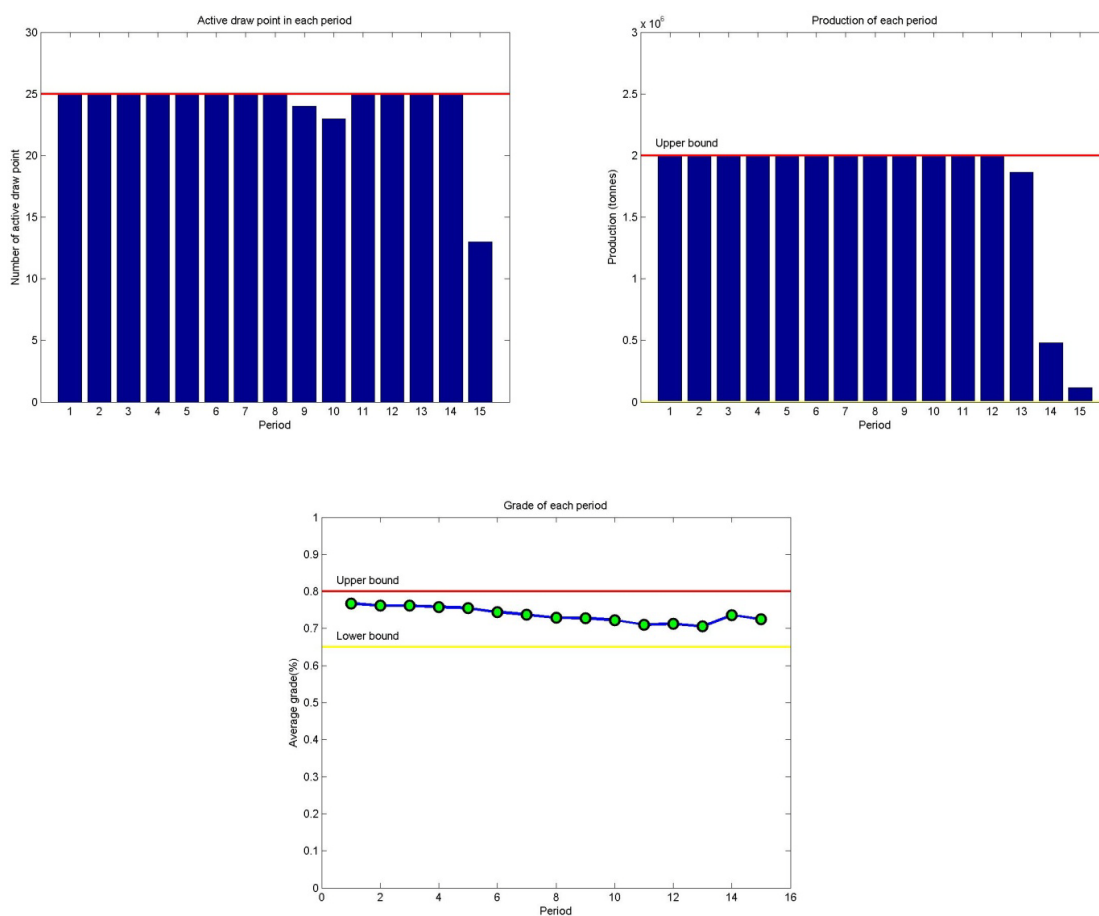 Active draw point in each period
30
25
20
15
10
5
0
Number of active draw point
1 2 3 4 5 6 7 8 9 10 11 12 13 14 15
Period
Production of each period
x 10^6
3
2.5
2
1.5
1
0.5
0
Upper bound
Production (tonnes)
1 2 3 4 5 6 7 8 9 10 11 12 13 14 15
Period
Grade of each period
1
0.9
0.8
0.7
0.6
0.5
0.4
0.3
0.2
0.1
0
Upper bound
Lower bound
Average grade(%)
0 2 4 6 8 10 12 14 16
Period